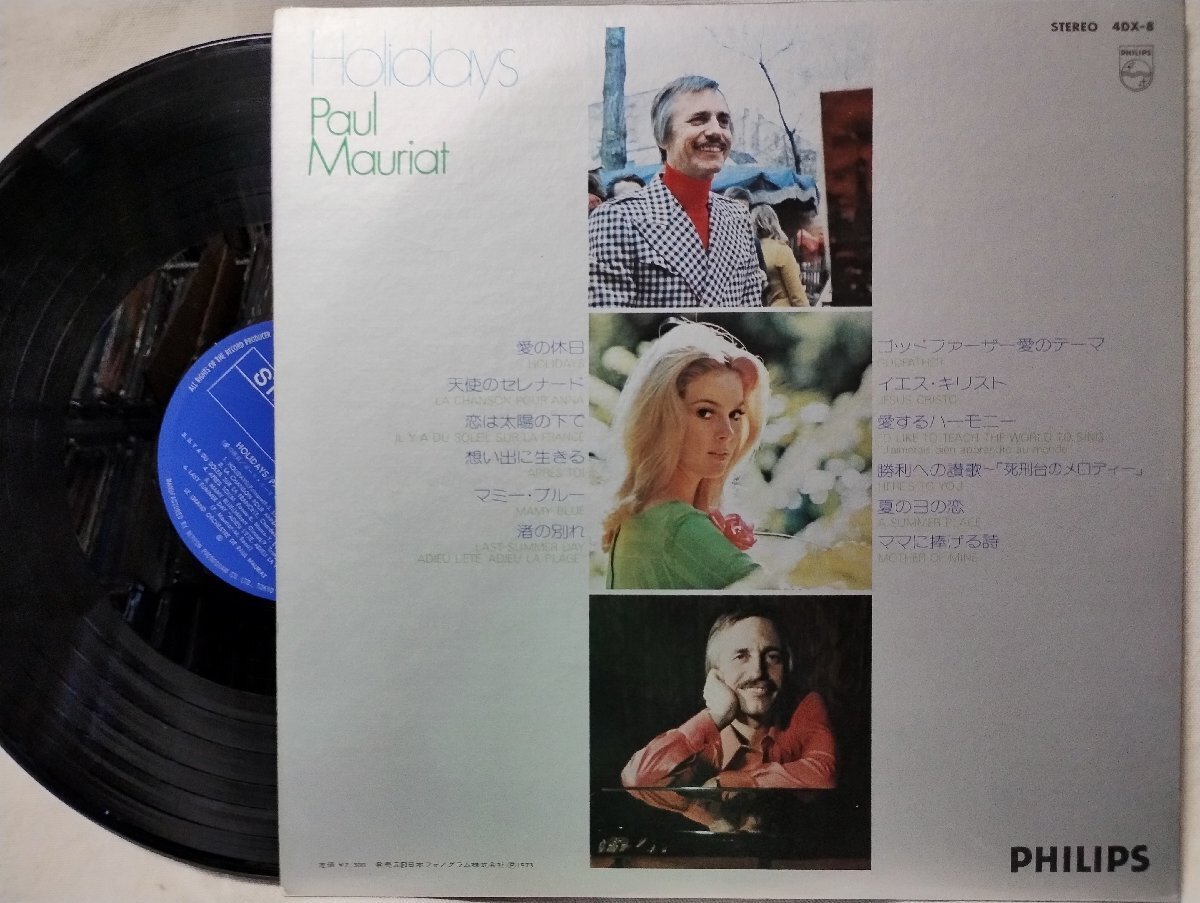 Holidays
Paul
Mauriat
STEREO 4DX-8
PHILIPS
愛の休日
HOLIDAYS
天使のセレナード
LA CHANSON POUR ANNA
恋は太陽の下で
IL Y A DU SOLEIL SUR LA FRANCE
想い出に生きる
APRES TOI
マミー・ブルー
MAMY BLUE
渚の別れ
LAST SUMMER DAY
ADIEU L'ETE, ADIEU LA PLAGE
ゴッドファーザー愛のテーマ
イエス・キリスト
JESUS CRISTO
愛するハーモニー
I'D LIKE TO TEACH THE WORLD TO SING
勝利への讃歌~「死刑台のメロディー」
HERE'S TO YOU
夏の日の恋
A SUMMER PLACE
ママに捧げる詩
MOTHER OF MINE
PHILIPS
ALL RIGHTS OF THE RECORD PRODUCER
HOLIDAYS